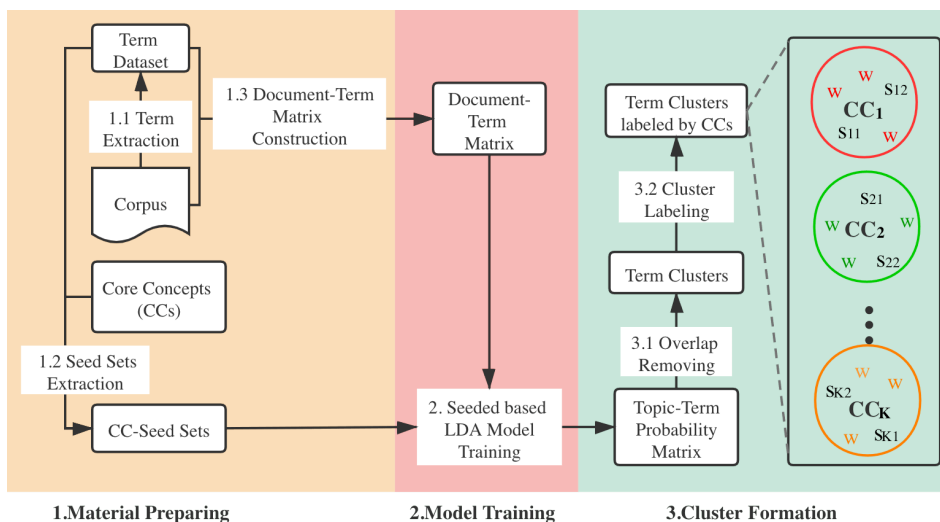 Term
Dataset
1.1 Term
Extraction
Corpus
1.3 Document-Term
Matrix
Construction
Core Concepts
(CCs)
1.2 Seed Sets
Extraction
CC-Seed Sets
1.Material Preparing
Document-
Term
Matrix
2. Seeded based
LDA Model
Training
2.Model Training
Term Clusters
labeled by CCs
3.2 Cluster
Labeling
Term Clusters
3.1 Overlap
Removing
Topic-Term
Probability
Matrix
3.Cluster Formation
w
w S12
CC1
S11 w
S21
w CC2 w
w S22
w
w
SK2
CCK
w SK1